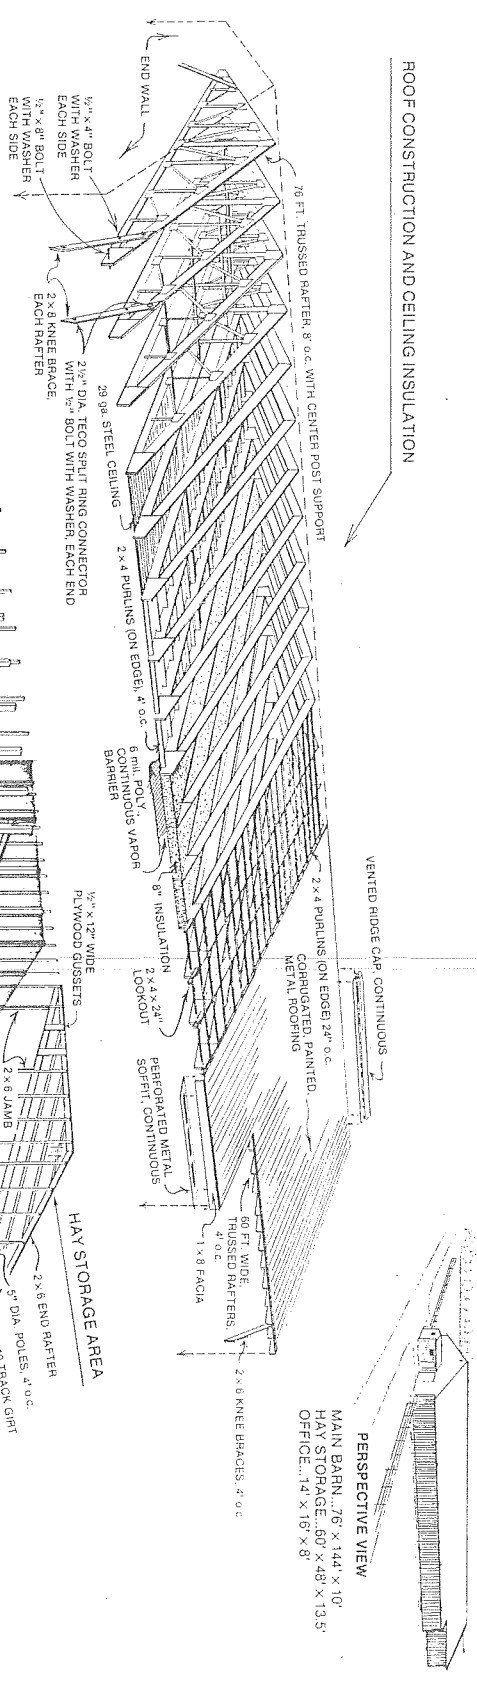 ROOF CONSTRUCTION AND CEILING INSULATION
END WALL
76 FT. TRUSSED RAFTER, 8' o.c. WITH CENTER POST SUPPORT
½" x 4" BOLT
WITH WASHER
EACH SIDE
½" x 8" BOLT
WITH WASHER
EACH SIDE
2 x 8 KNEE BRACE,
EACH RAFTER
2½" DIA. TECO SPLIT RING CONNECTOR
WITH ½" BOLT WITH WASHER, EACH END
29 ga. STEEL CEILING
2 x 4 PURLINS (ON EDGE), 4' o.c.
6 mil. POLY.,
CONTINUOUS VAPOR
BARRIER
8" INSULATION
2 x 4 x 24"
LOOKOUT
VENTED RIDGE CAP, CONTINUOUS
2 x 4 PURLINS (ON EDGE) 24" o.c.
CORRUGATED, PAINTED,
METAL ROOFING
PERFORATED METAL
SOFFIT, CONTINUOUS
1 x 8 FACIA
60 FT. WIDE,
TRUSSED RAFTERS,
4' o.c.
2 x 6 KNEE BRACES, 4' o.c.
½" x 12" WIDE
PLYWOOD GUSSETS
2 x 6 JAMB
HAY STORAGE AREA
2 x 6 END RAFTER
5" DIA. POLES, 4' o.c.
TRACK GIRT
PERSPECTIVE VIEW
MAIN BARN...76' x 144' x 10'
HAY STORAGE...60' x 48' x 13.5'
OFFICE...14' x 16' x 8'